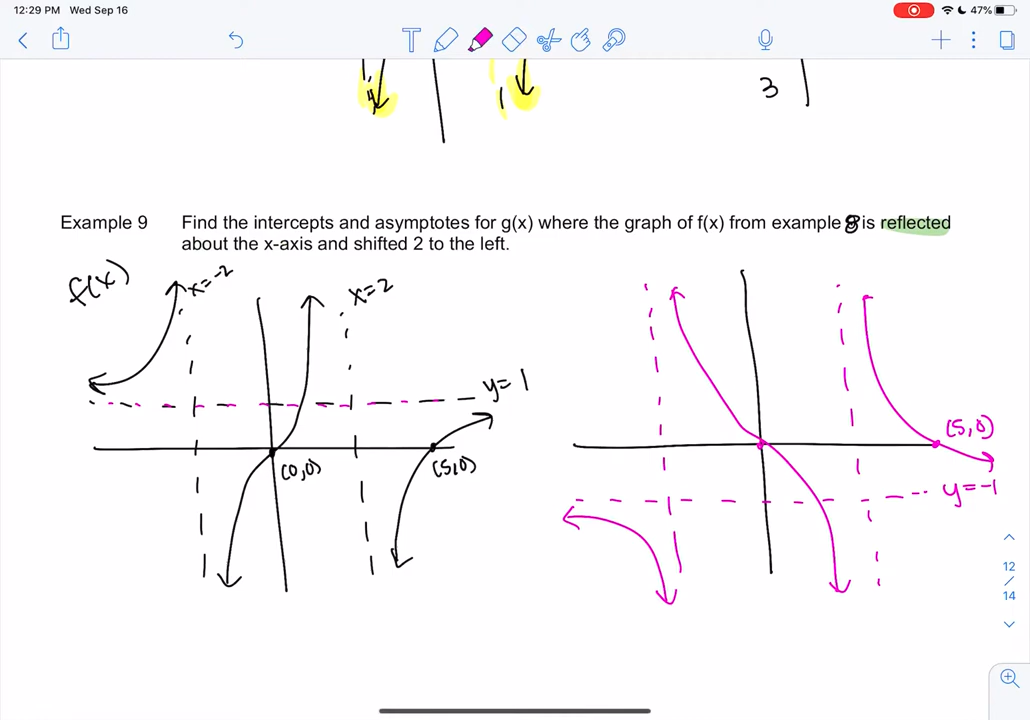 12:29 PM Wed Sep 16
47%
T
4
1
3
Example 9 Find the intercepts and asymptotes for g(x) where the graph of f(x) from example 8 is reflected
about the x-axis and shifted 2 to the left.
f(x)
x=-2
x=2
y=1
(0,0)
(5,0)
(5,0)
y=-1
12
/
14